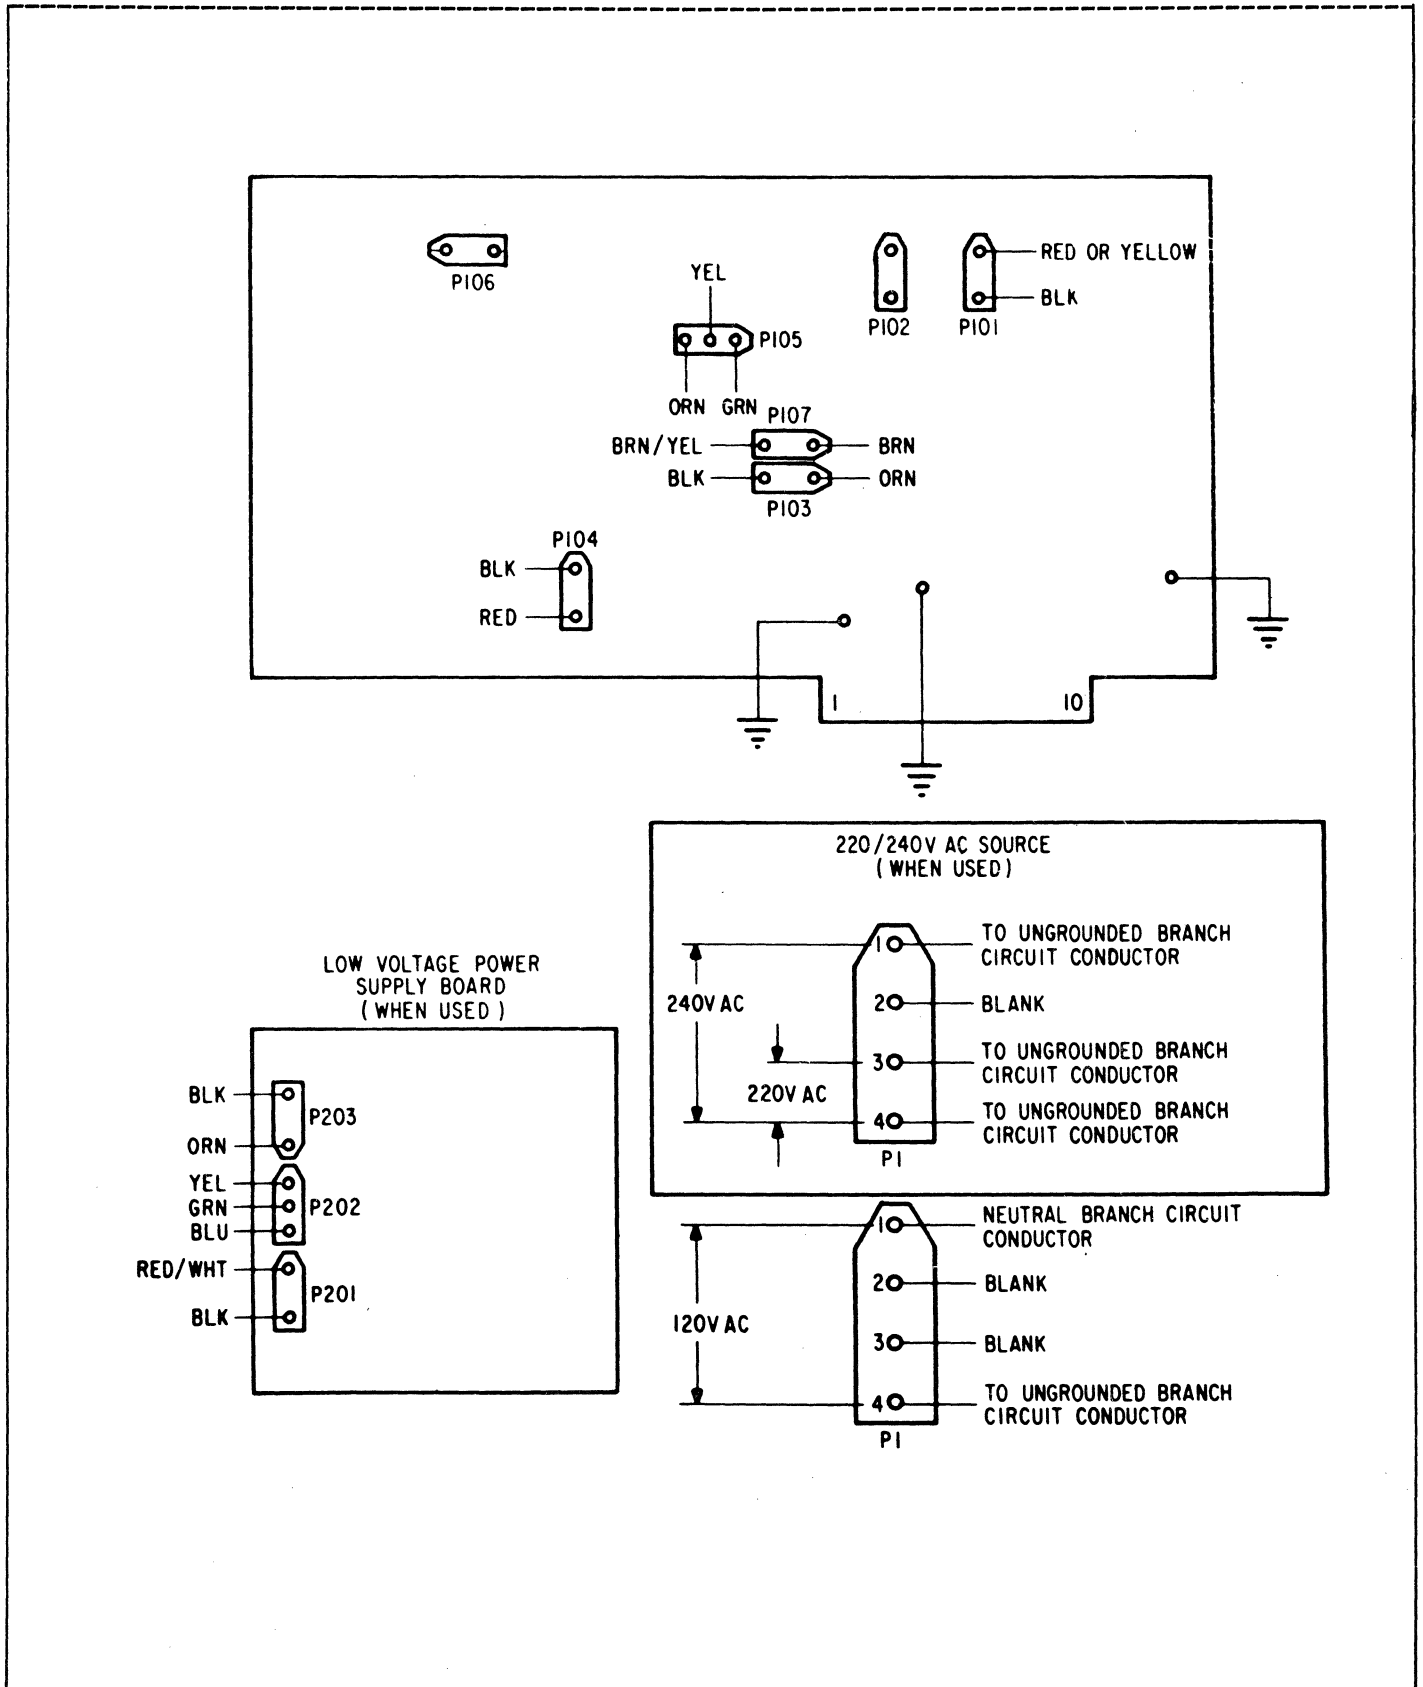 RED OR YELLOW
P106
YEL
BLK
P102
P101
P105
ORN GRN
P107
BRN/YEL
BRN
BLK
ORN
P103
P104
BLK
RED
1
10
220/240V AC SOURCE
(WHEN USED)
1
TO UNGROUNDED BRANCH
CIRCUIT CONDUCTOR
240V AC
2
BLANK
3
TO UNGROUNDED BRANCH
CIRCUIT CONDUCTOR
220V AC
4
TO UNGROUNDED BRANCH
CIRCUIT CONDUCTOR
P1
LOW VOLTAGE POWER
SUPPLY BOARD
(WHEN USED)
BLK
P203
ORN
YEL
GRN
P202
BLU
RED/WHT
P201
BLK
1
NEUTRAL BRANCH CIRCUIT
CONDUCTOR
2
BLANK
120V AC
3
BLANK
4
TO UNGROUNDED BRANCH
CIRCUIT CONDUCTOR
P1